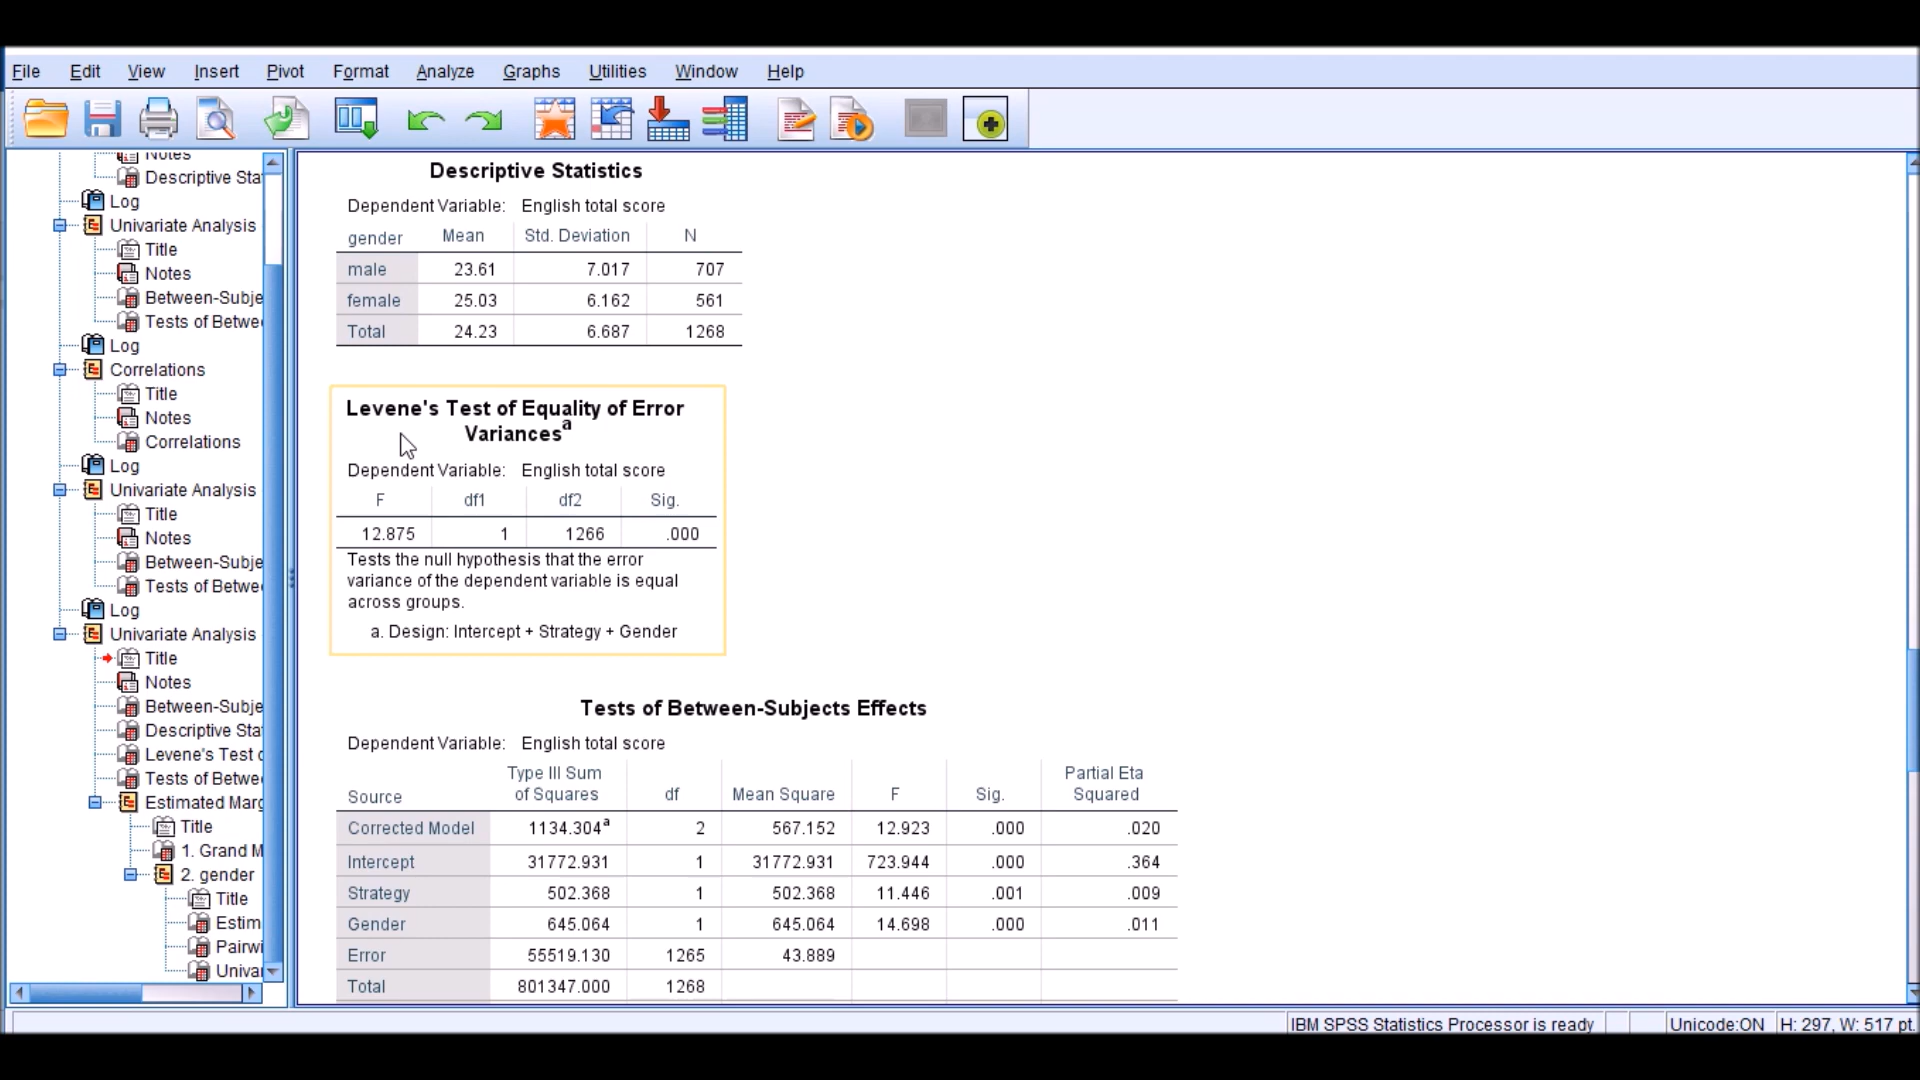 File Edit View Insert Pivot Format Analyze Graphs Utilities Window Help
Notes
Descriptive Sta
Log
Univariate Analysis
Title
Notes
Between-Subje
Tests of Betwe
Log
Correlations
Title
Notes
Correlations
Log
Univariate Analysis
Title
Notes
Between-Subje
Tests of Betwe
Log
Univariate Analysis
Title
Notes
Between-Subje
Descriptive Sta
Levene's Test o
Tests of Betwe
Estimated Marg
Title
1. Grand M
2. gender
Title
Estim
Pairwi
Univa
Descriptive Statistics
Dependent Variable: English total score
gender Mean Std. Deviation N
male 23.61 7.017 707
female 25.03 6.162 561
Total 24.23 6.687 1268
Levene's Test of Equality of Error
Variancesa
Dependent Variable: English total score
F df1 df2 Sig.
12.875 1 1266 .000
Tests the null hypothesis that the error
variance of the dependent variable is equal
across groups.
a. Design: Intercept + Strategy + Gender
Tests of Between-Subjects Effects
Dependent Variable: English total score
Source Type III Sum of Squares df Mean Square F Sig. Partial Eta Squared
Corrected Model 1134.304a 2 567.152 12.923 .000 .020
Intercept 31772.931 1 31772.931 723.944 .000 .364
Strategy 502.368 1 502.368 11.446 .001 .009
Gender 645.064 1 645.064 14.698 .000 .011
Error 55519.130 1265 43.889
Total 801347.000 1268
IBM SPSS Statistics Processor is ready Unicode:ON H: 297, W: 517 pt.